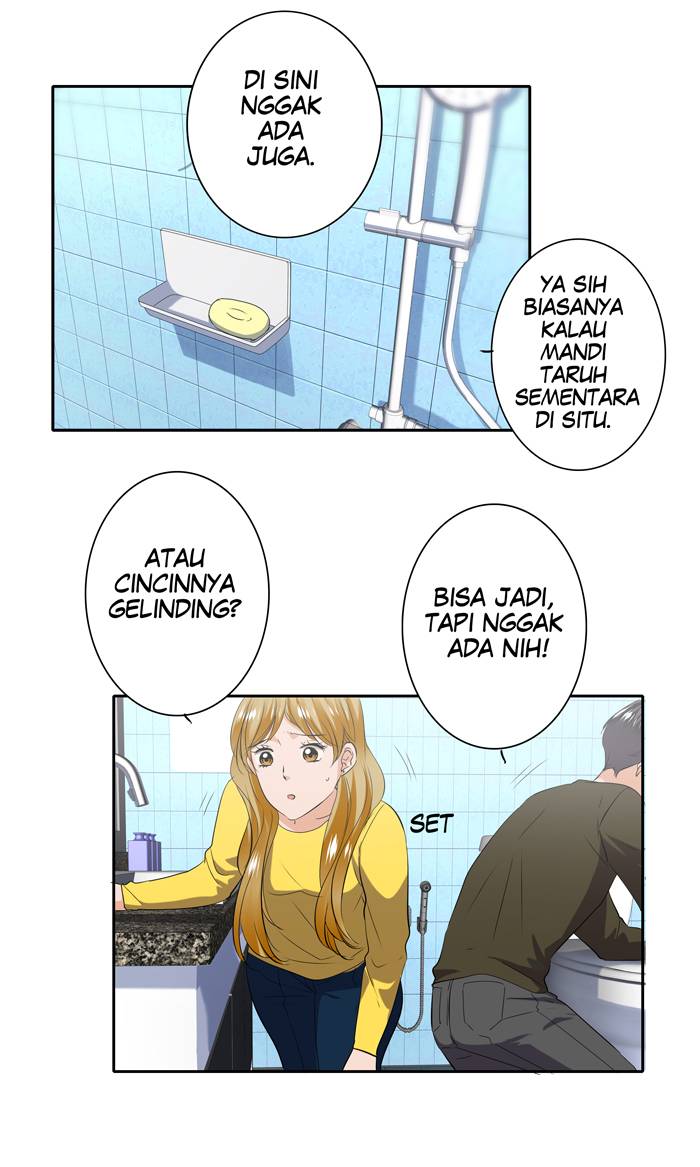 DI SINI
NGGAK
ADA
JUGA.
YA SIH
BIASANYA
KALAU
MANDI
TARUH
SEMENTARA
DI SITU.
ATAU
CINCINNYA
GELINDING?
BISA JADI,
TAPI NGGAK
ADA NIH!
SET